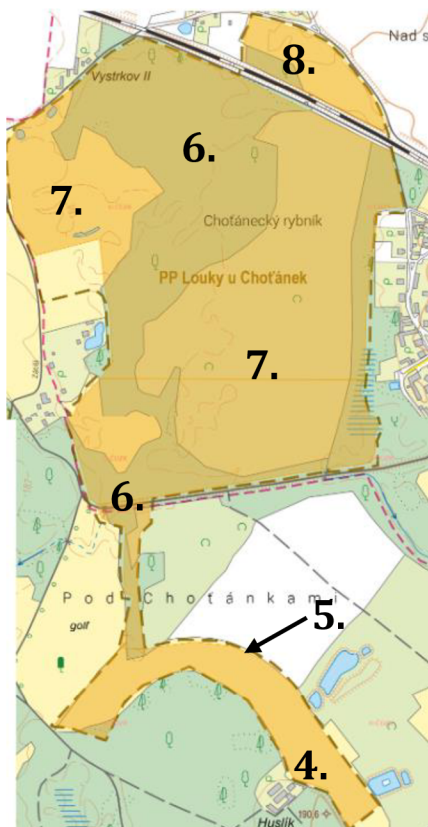 Nad s
8.
Vystrkov II
6.
7.
Choťánecký rybník
PP Louky u Choťánek
7.
6.
Pod Choťánkami
golf
5.
4.
190,6
Huslík